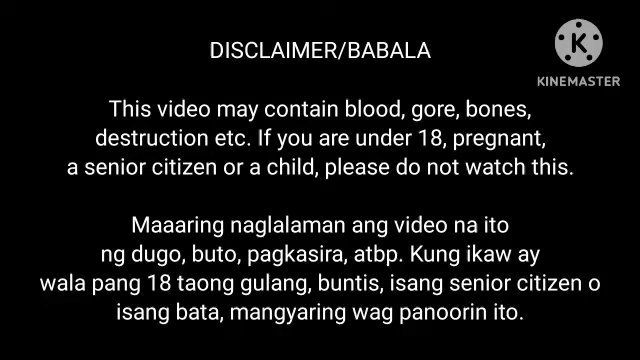 DISCLAIMER/BABALA
K
KINEMASTER
This video may contain blood, gore, bones,
destruction etc. If you are under 18, pregnant,
a senior citizen or a child, please do not watch this.
Maaaring naglalaman ang video na ito
ng dugo, buto, pagkasira, atbp. Kung ikaw ay
wala pang 18 taong gulang, buntis, isang senior citizen o
isang bata, mangyaring wag panoorin ito.